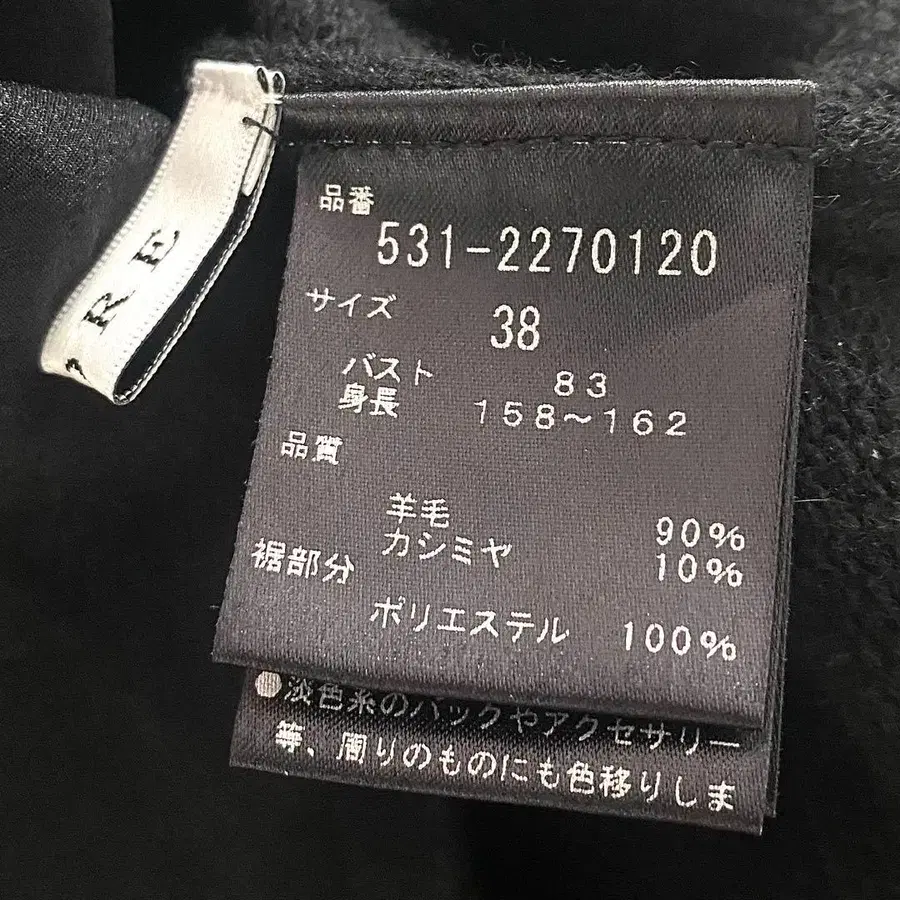 RE
品番
531-2270120
サイズ 38
バスト 83
身長 158～162
品質
羊毛 90%
カシミヤ 10%
裾部分
ポリエステル 100%
●淡色系のバックやアクセサリー
等、周りのものにも色移りしま